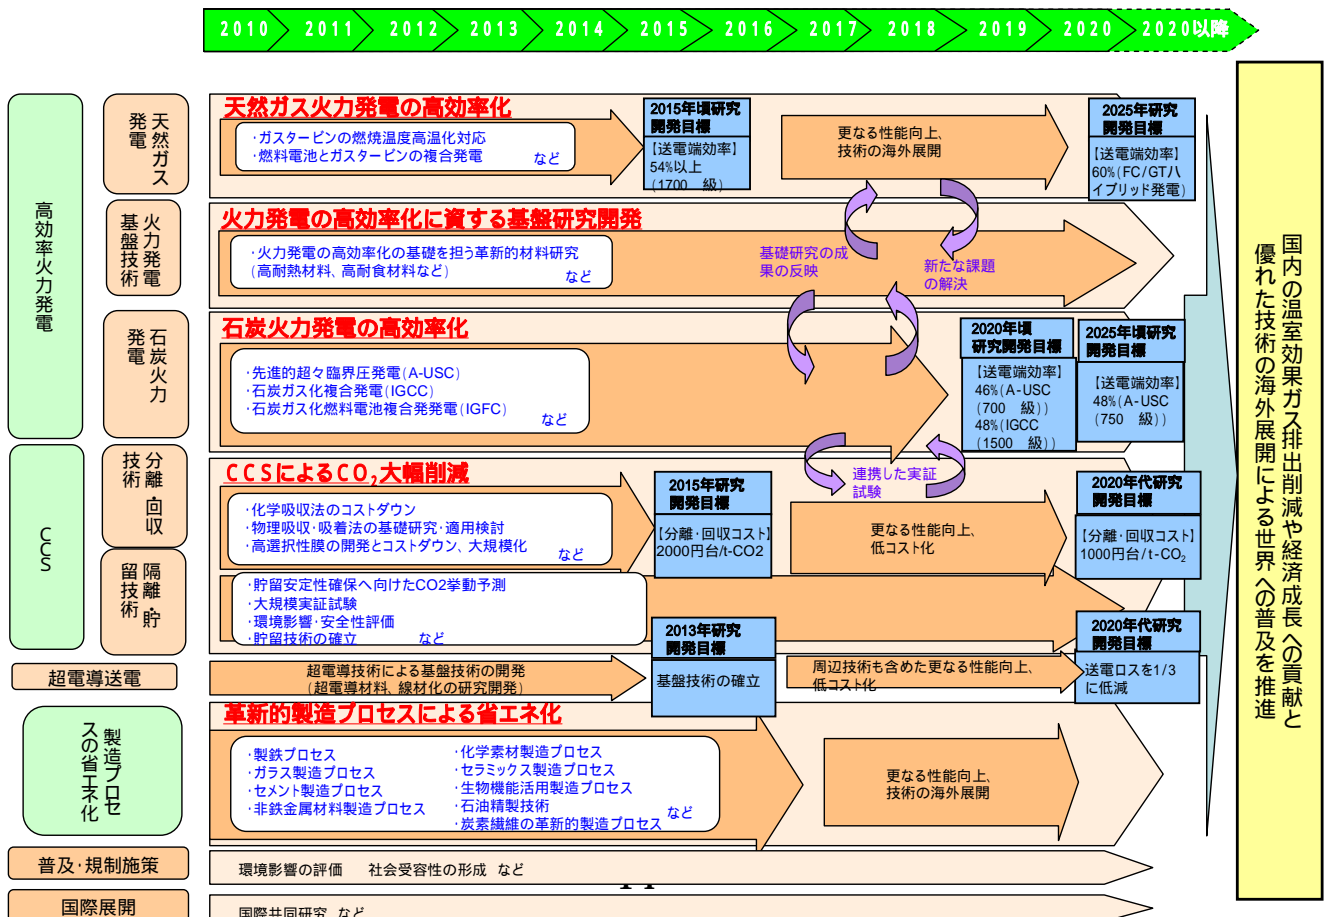 2010
2011
2012
2013
2014
2015
2016
2017
2018
2019
2020
2020以降
高効率火力発電
天然ガス
発電
天然ガス火力発電の高効率化
・ガスタービンの燃焼温度高温化対応
・燃料電池とガスタービンの複合発電
など
2015年頃研究
開発目標
【送電端効率】
54%以上
(1700 級)
更なる性能向上、
技術の海外展開
2025年研究
開発目標
【送電端効率】
60%(FC/GTハ
イブリッド発電)
火力発電
基盤技術
火力発電の高効率化に資する基盤研究開発
・火力発電の高効率化の基礎を担う革新的材料研究
(高耐熱材料、高耐食材料など)
など
基礎研究の成
果の反映
新たな課題
の解決
石炭火力
発電
石炭火力発電の高効率化
・先進的超々臨界圧発電(A-USC)
・石炭ガス化複合発電(IGCC)
・石炭ガス化燃料電池複合発発電(IGFC)
など
2020年頃
研究開発目標
【送電端効率】
46%(A-USC
(700 級))
48%(IGCC
(1500 級))
2025年頃研究
開発目標
【送電端効率】
48%(A-USC
(750 級))
CCS
分離・回収
技術
CCSによるCO2大幅削減
・化学吸収法のコストダウン
・物理吸収・吸着法の基礎研究・適用検討
・高選択性膜の開発とコストダウン、大規模化
など
2015年研究
開発目標
【分離・回収コスト】
2000円台/t-CO2
連携した実証
試験
更なる性能向上、
低コスト化
2020年代研究
開発目標
【分離・回収コスト】
1000円台/t-CO2
隔離・貯
留技術
・貯留安定性確保へ向けたCO2挙動予測
・大規模実証試験
・環境影響・安全性評価
・貯留技術の確立
など
超電導送電
超電導技術による基盤技術の開発
(超電導材料、線材化の研究開発)
2013年研究
開発目標
基盤技術の確立
周辺技術も含めた更なる性能向上、
低コスト化
2020年代研究
開発目標
送電ロスを1/3
に低減
製造プロセ
スの省エネ化
革新的製造プロセスによる省エネ化
・製鉄プロセス
・ガラス製造プロセス
・セメント製造プロセス
・非鉄金属材料製造プロセス
・化学素材製造プロセス
・セラミックス製造プロセス
・生物機能活用製造プロセス
・石油精製技術
・炭素繊維の革新的製造プロセス
など
更なる性能向上、
技術の海外展開
普及・規制施策
環境影響の評価 社会受容性の形成 など
国際展開
国際共同研究 など
国内の温室効果ガス排出削減や経済成長への貢献と
優れた技術の海外展開による世界への普及を推進